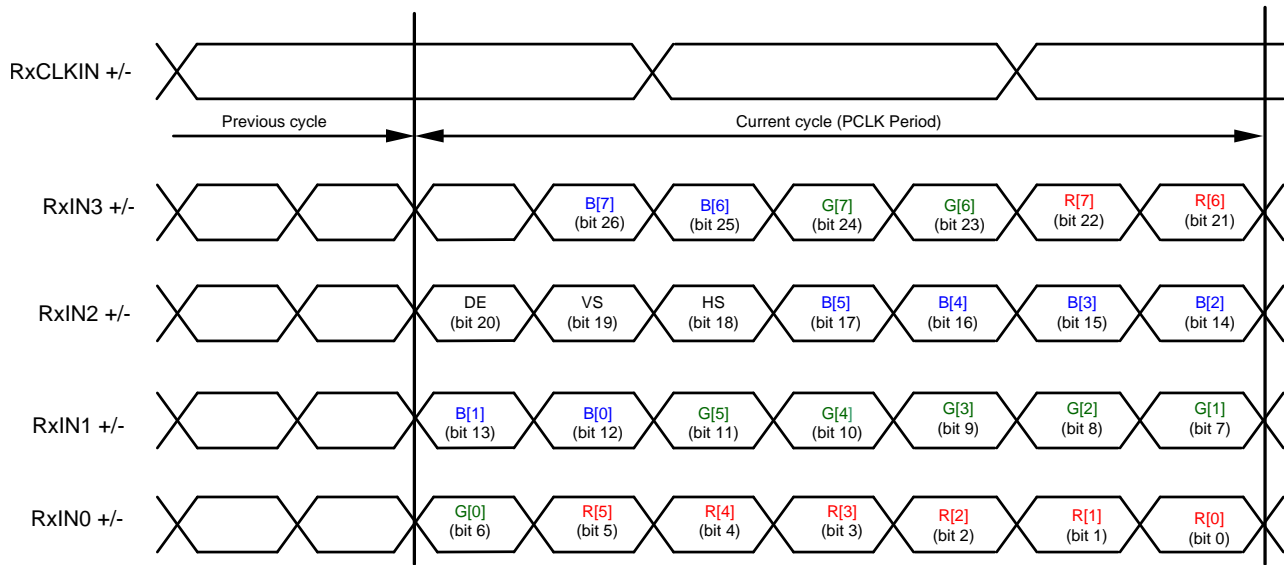 RxCLKIN +/-
Previous cycle
Current cycle (PCLK Period)
RxIN3 +/-
B[7]
(bit 26)
B[6]
(bit 25)
G[7]
(bit 24)
G[6]
(bit 23)
R[7]
(bit 22)
R[6]
(bit 21)
RxIN2 +/-
DE
(bit 20)
VS
(bit 19)
HS
(bit 18)
B[5]
(bit 17)
B[4]
(bit 16)
B[3]
(bit 15)
B[2]
(bit 14)
RxIN1 +/-
B[1]
(bit 13)
B[0]
(bit 12)
G[5]
(bit 11)
G[4]
(bit 10)
G[3]
(bit 9)
G[2]
(bit 8)
G[1]
(bit 7)
RxIN0 +/-
G[0]
(bit 6)
R[5]
(bit 5)
R[4]
(bit 4)
R[3]
(bit 3)
R[2]
(bit 2)
R[1]
(bit 1)
R[0]
(bit 0)